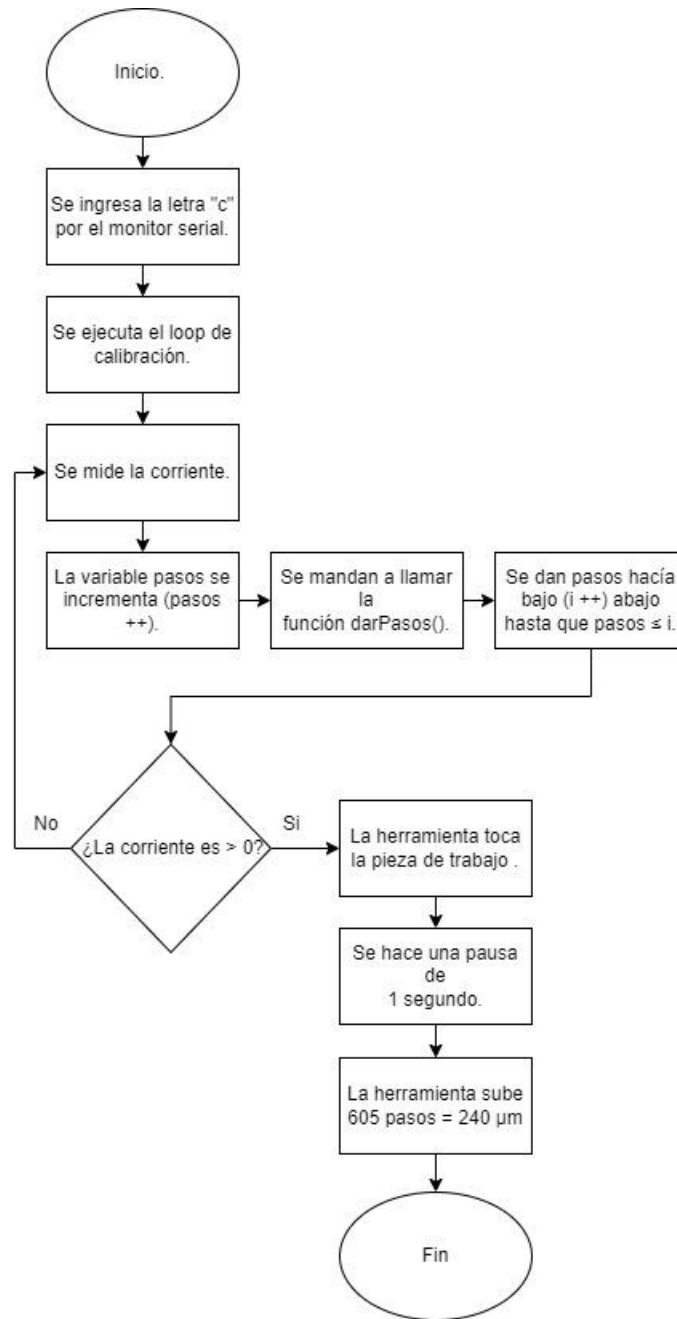 Inicio.
Se ingresa la letra "c"
por el monitor serial.
Se ejecuta el loop de
calibración.
Se mide la corriente.
La variable pasos se
incrementa (pasos
++).
Se mandan a llamar
la
función darPasos().
Se dan pasos hacía
bajo (i ++) abajo
hasta que pasos ≤ i.
¿La corriente es > 0?
No
Si
La herramienta toca
la pieza de trabajo .
Se hace una pausa
de
1 segundo.
La herramienta sube
605 pasos = 240 µm
Fin